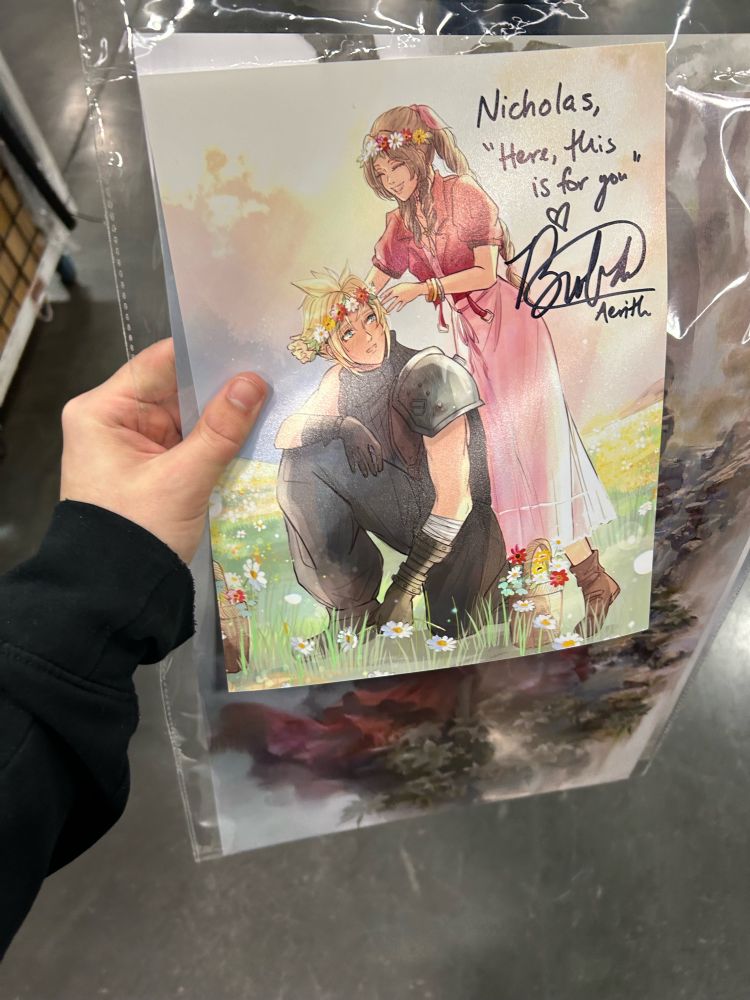 Nicholas,
"Here, this
is for you"
Aerith